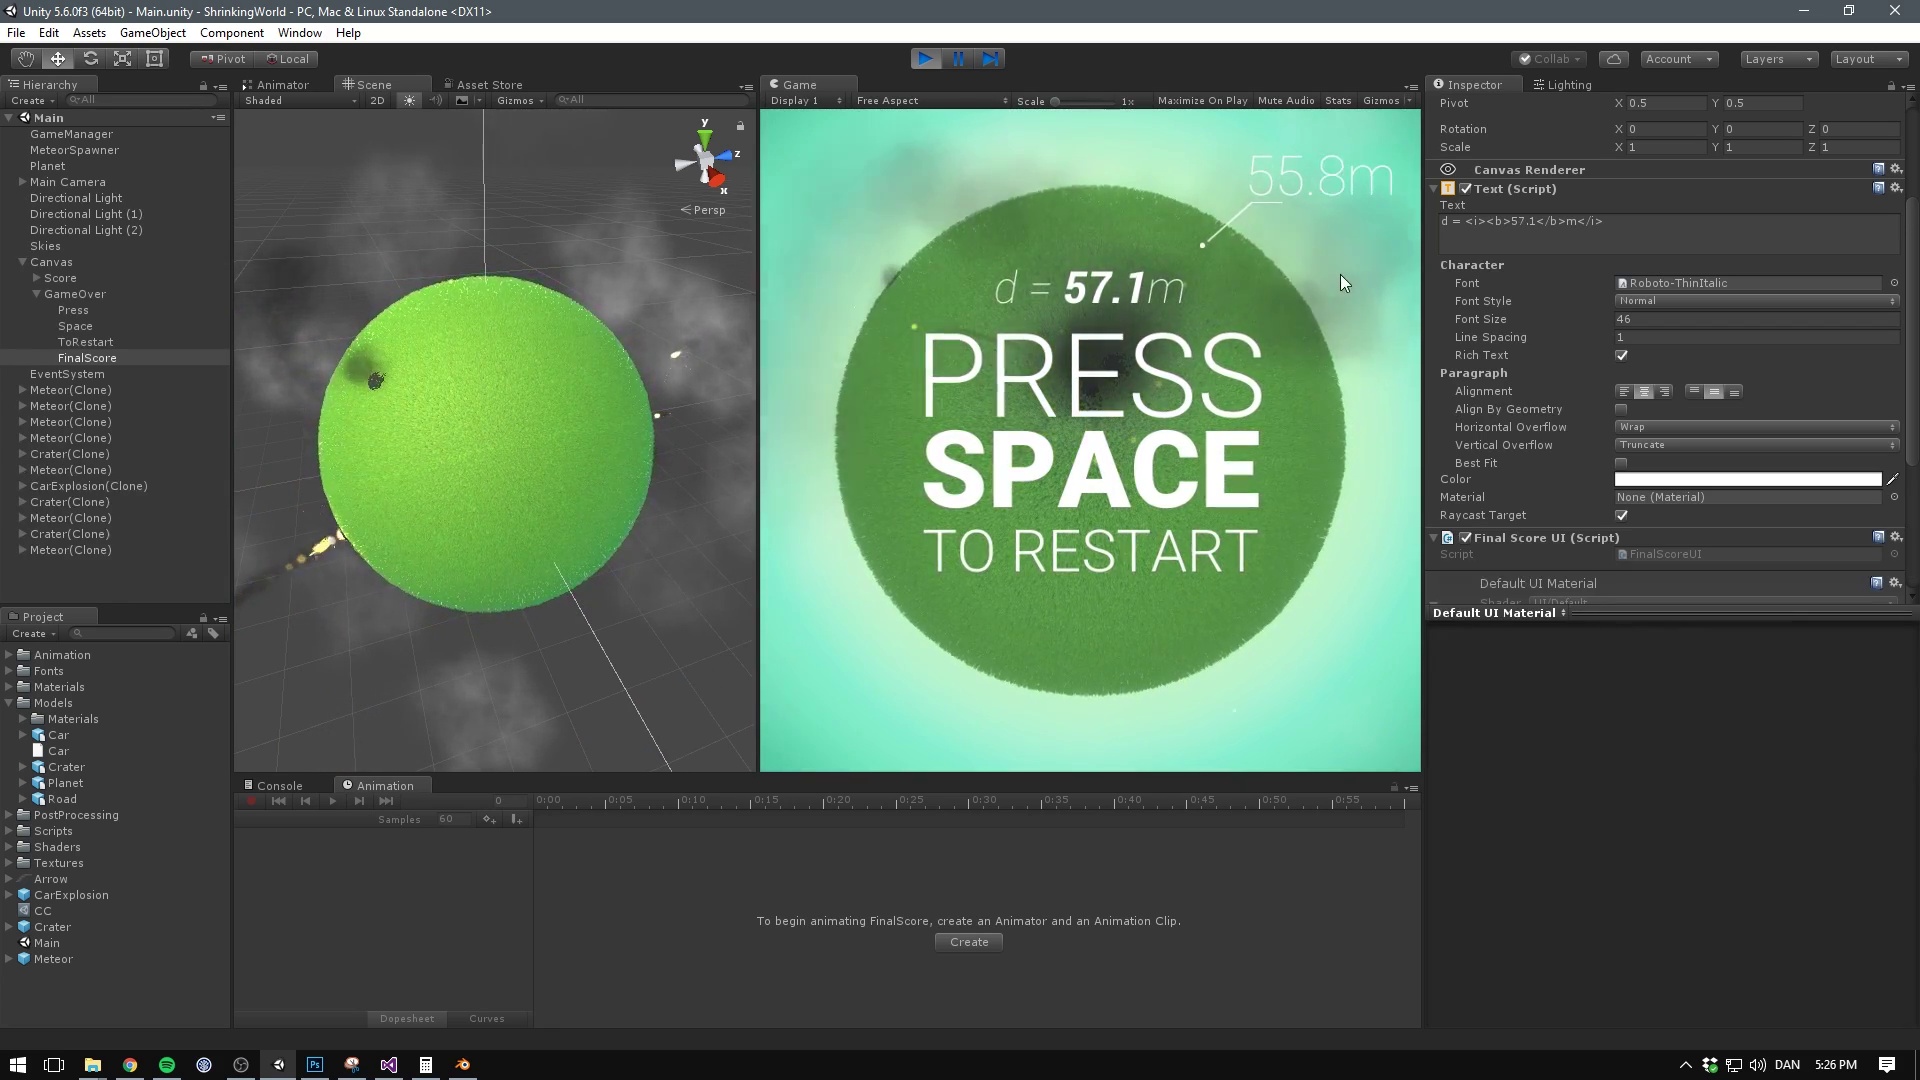 Unity 5.6.0f3 (64bit) - Main.unity - ShrinkingWorld - PC, Mac & Linux Standalone <DX11>
File Edit Assets GameObject Component Window Help
Pivot Local Collab Account Layers Layout
Hierarchy
Create All
Main
GameManager
MeteorSpawner
Planet
Main Camera
Directional Light
Directional Light (1)
Directional Light (2)
Skies
Canvas
Score
GameOver
Press
Space
ToRestart
FinalScore
EventSystem
Meteor(Clone)
Meteor(Clone)
Meteor(Clone)
Meteor(Clone)
Crater(Clone)
Meteor(Clone)
CarExplosion(Clone)
Crater(Clone)
Meteor(Clone)
Crater(Clone)
Meteor(Clone)
Project
Create
Animation
Fonts
Materials
Models
Materials
Car
Car
Crater
Planet
Road
PostProcessing
Scripts
Shaders
Textures
Arrow
CarExplosion
CC
Crater
Main
Meteor
Animator Scene Asset Store
Shaded 2D Gizmos All
y
z
x
Persp
Game
Display 1 Free Aspect Scale 1x Maximize On Play Mute Audio Stats Gizmos
55.8m
d = 57.1m
PRESS
SPACE
TO RESTART
Console Animation
0 0:00 0:05 0:10 0:15 0:20 0:25 0:30 0:35 0:40 0:45 0:50 0:55
Samples 60
To begin animating FinalScore, create an Animator and an Animation Clip.
Create
Dopesheet Curves
Inspector Lighting
Pivot X 0.5 Y 0.5
Rotation X 0 Y 0 Z 0
Scale X 1 Y 1 Z 1
Canvas Renderer
Text (Script)
Text
d = <i><b>57.1</b>m</i>
Character
Font Roboto-ThinItalic
Font Style Normal
Font Size 46
Line Spacing 1
Rich Text
Paragraph
Alignment
Align By Geometry
Horizontal Overflow Wrap
Vertical Overflow Truncate
Best Fit
Color
Material None (Material)
Raycast Target
Final Score UI (Script)
Script FinalScoreUI
Default UI Material
Shader UI/Default
Default UI Material
Ps
DAN 5:26 PM